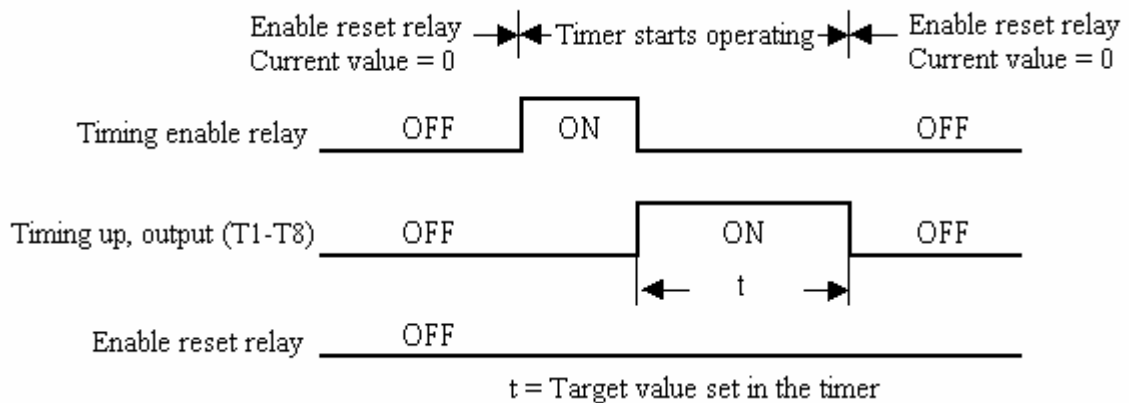 Enable reset relay
Current value = 0
Timer starts operating
Enable reset relay
Current value = 0
Timing enable relay
OFF
ON
OFF
Timing up, output (T1-T8)
OFF
ON
OFF
t
Enable reset relay
OFF
t = Target value set in the timer